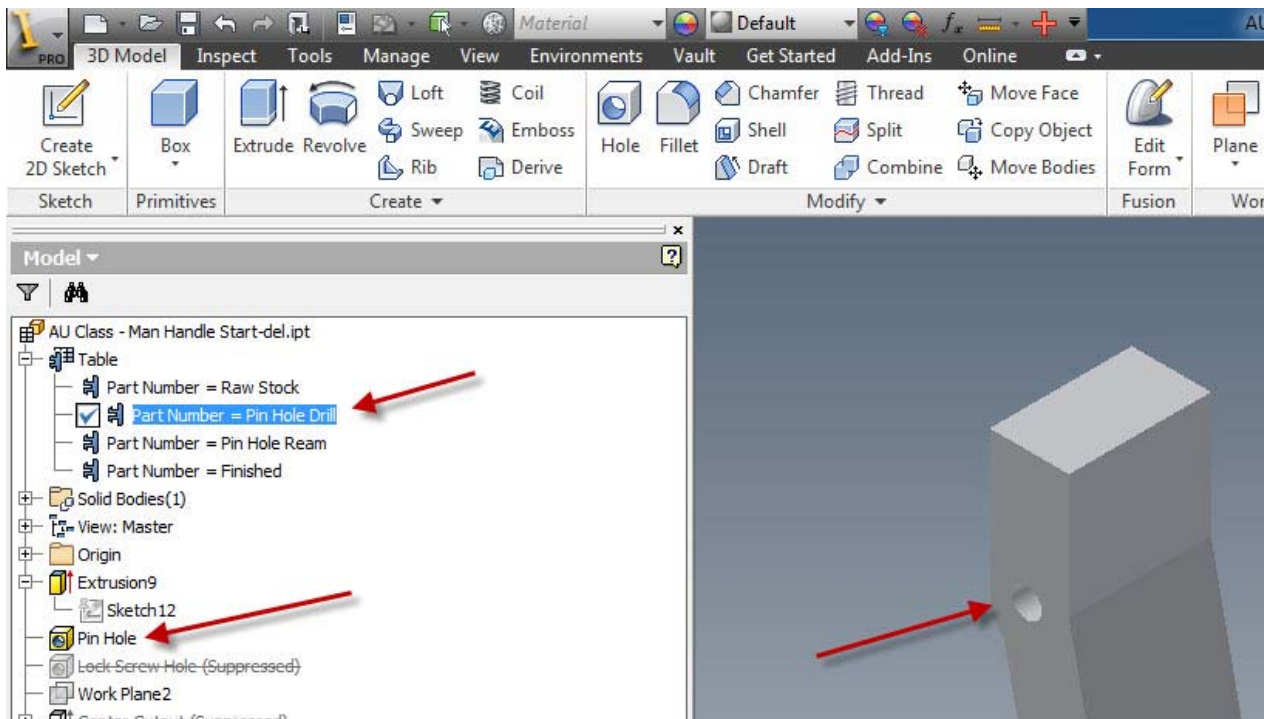 Material Default fx AU
PRO 3D Model Inspect Tools Manage View Environments Vault Get Started Add-Ins Online
Create 2D Sketch
Box
Extrude
Revolve
Loft
Sweep
Rib
Coil
Emboss
Derive
Hole
Fillet
Chamfer
Shell
Draft
Thread
Split
Combine
Move Face
Copy Object
Move Bodies
Edit Form
Plane
Sketch Primitives Create Modify Fusion Wor
Model
AU Class - Man Handle Start-del.ipt
Table
Part Number = Raw Stock
Part Number = Pin Hole Drill
Part Number = Pin Hole Ream
Part Number = Finished
Solid Bodies(1)
View: Master
Origin
Extrusion9
Sketch12
Pin Hole
Lock Screw Hole (Suppressed)
Work Plane2